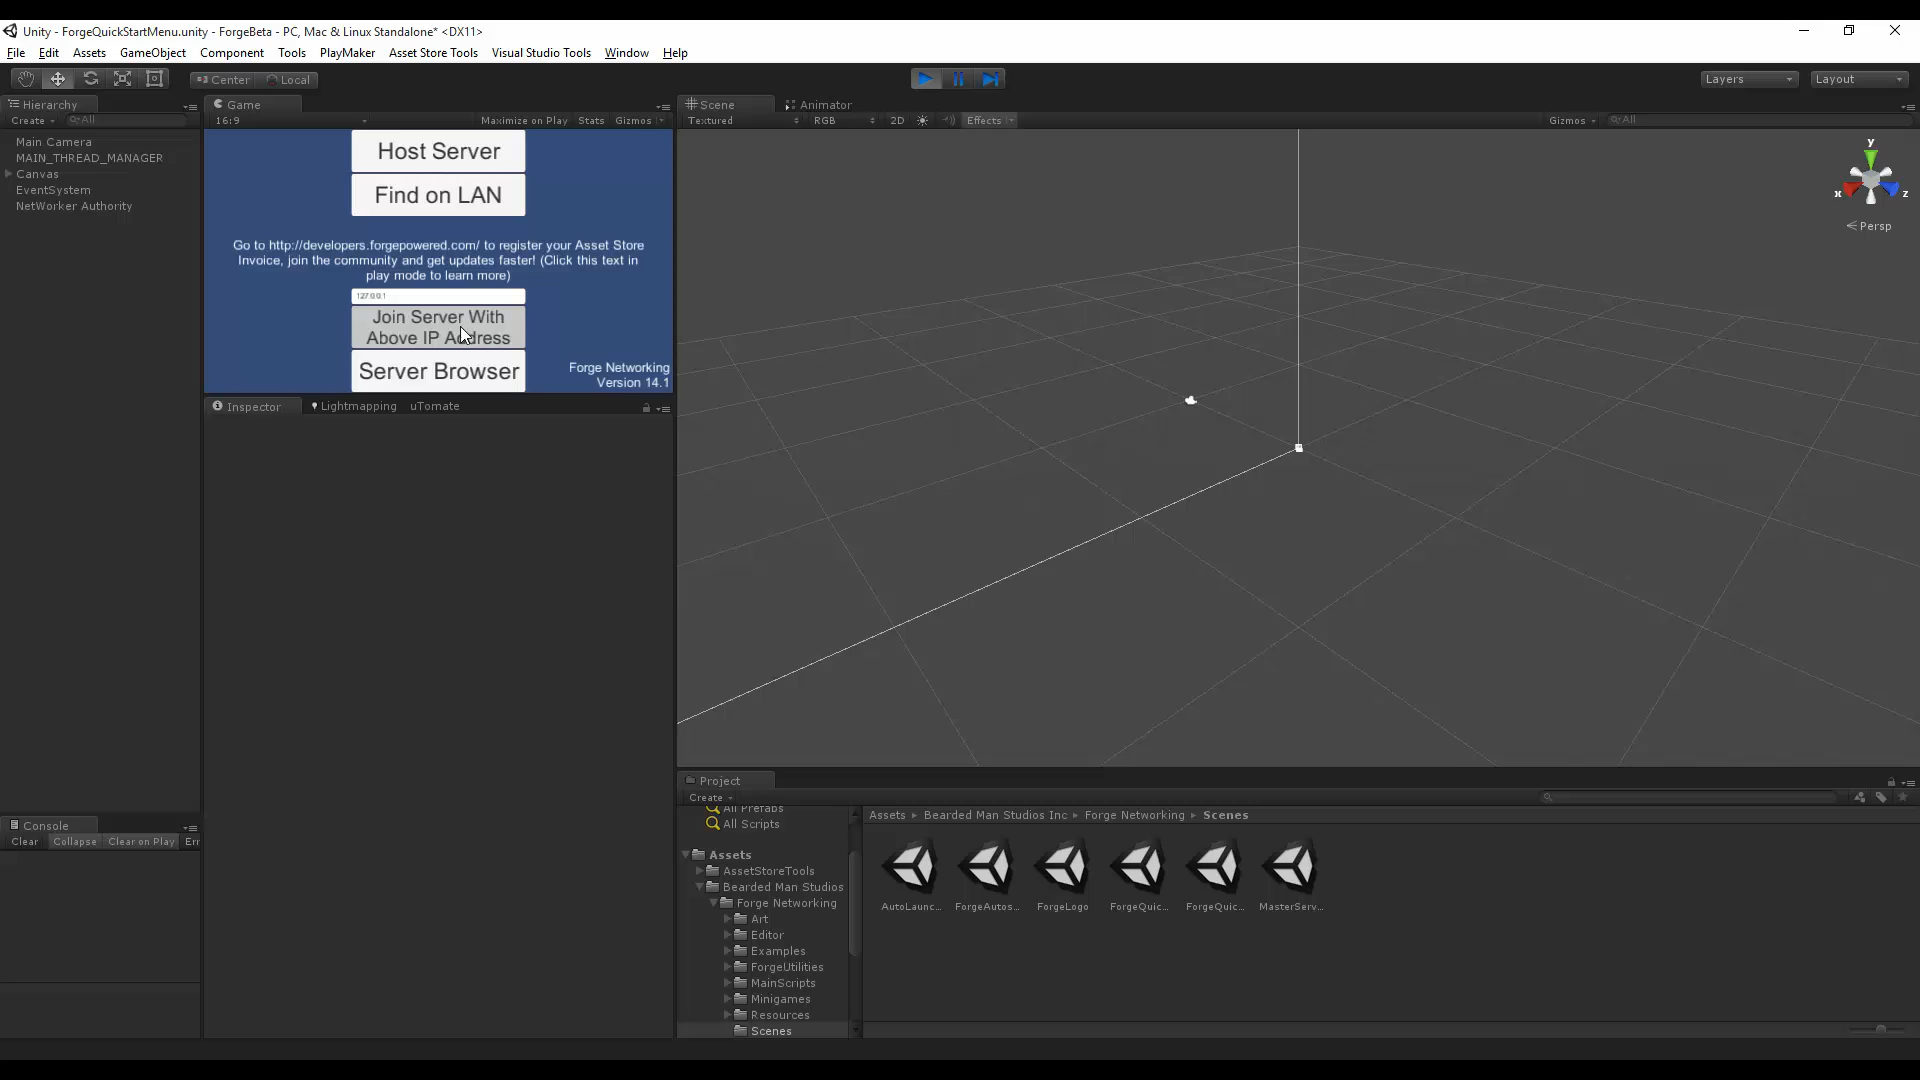 Unity - ForgeQuickStartMenu.unity - ForgeBeta - PC, Mac & Linux Standalone* <DX11>
File Edit Assets GameObject Component Tools PlayMaker Asset Store Tools Visual Studio Tools Window Help
Center Local Layers Layout
Hierarchy Game Scene Animator
Create All 16:9 Maximize on Play Stats Gizmos Textured RGB 2D Effects Gizmos All
Main Camera
MAIN_THREAD_MANAGER
Canvas
EventSystem
NetWorker Authority
Host Server
Find on LAN
Go to http://developers.forgepowered.com/ to register your Asset Store
Invoice, join the community and get updates faster! (Click this text in
play mode to learn more)
127.0.0.1
Join Server With
Above IP Address
Server Browser
Forge Networking
Version 14.1
y
x z
Persp
Inspector Lightmapping uTomate
Project
Create
All Prefabs
All Scripts
Assets
AssetStoreTools
Bearded Man Studios
Forge Networking
Art
Editor
Examples
ForgeUtilities
MainScripts
Minigames
Resources
Scenes
Assets Bearded Man Studios Inc Forge Networking Scenes
AutoLaunc... ForgeAutos... ForgeLogo ForgeQuic... ForgeQuic... MasterServ...
Console
Clear Collapse Clear on Play Err